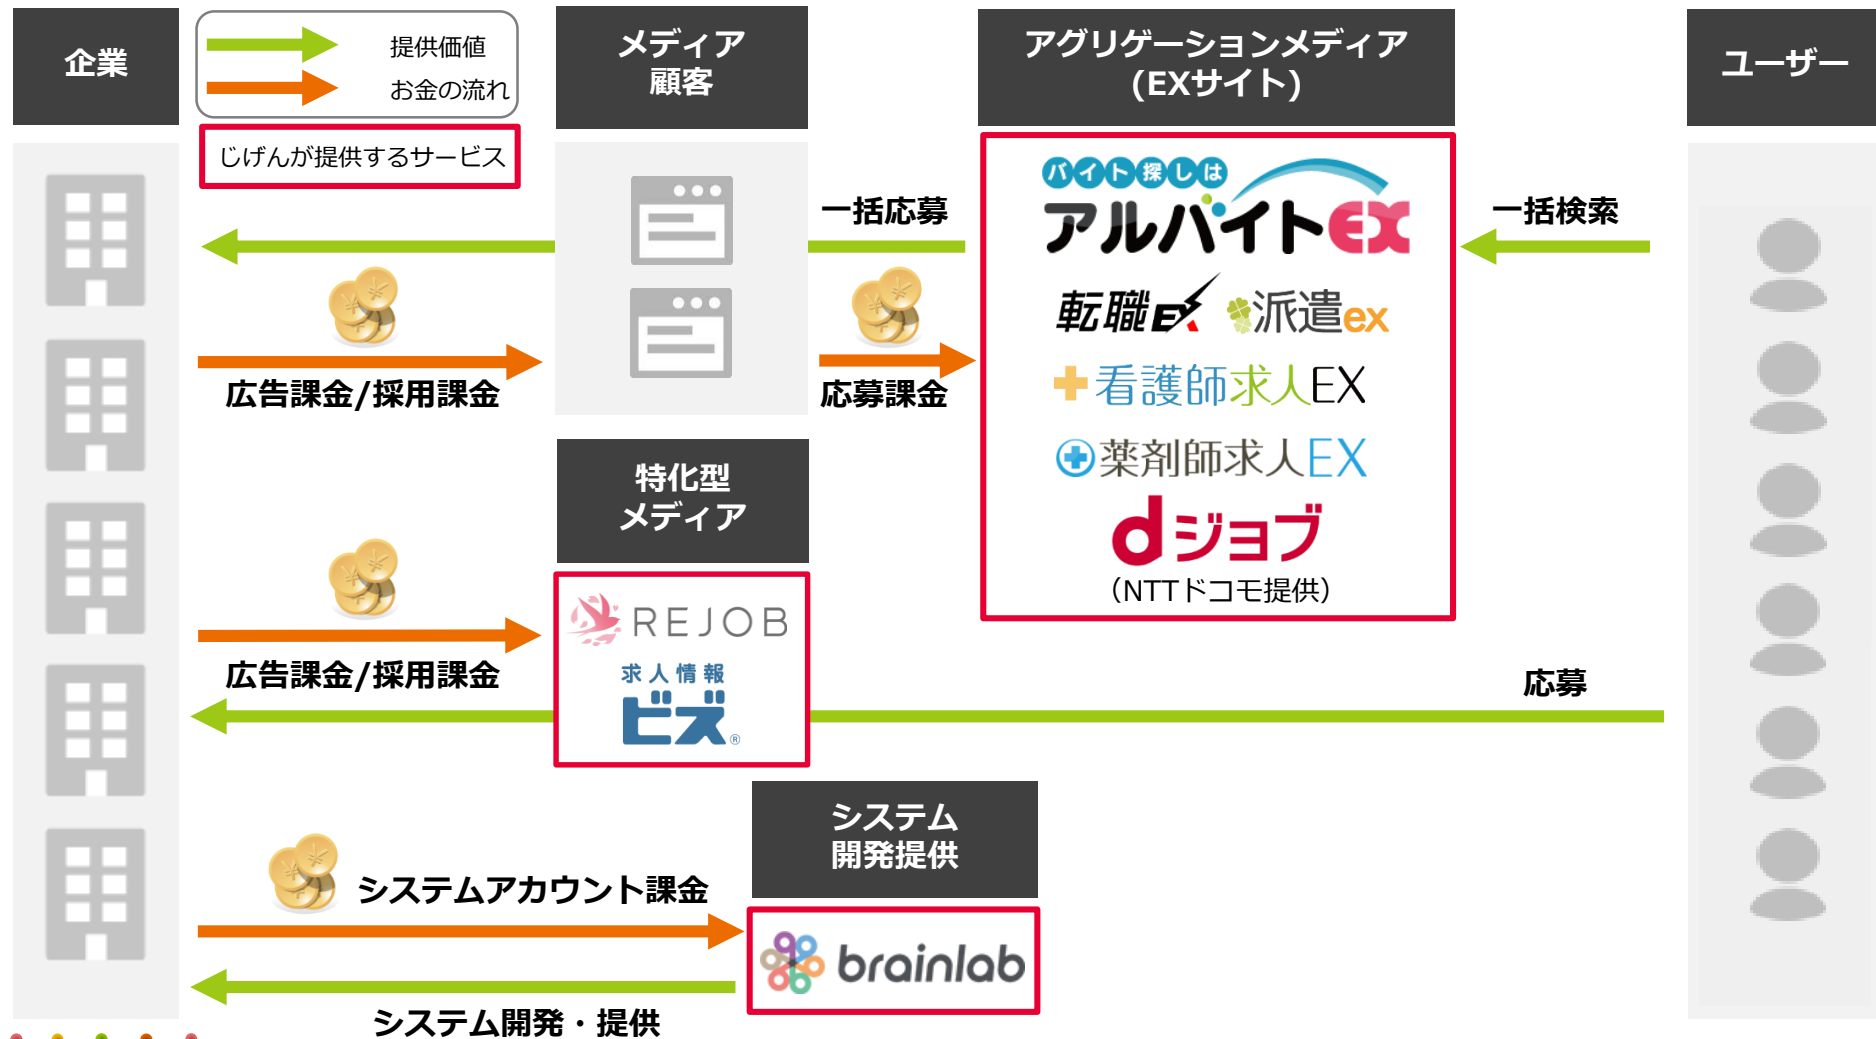 企業
提供価値
お金の流れ
じげんが提供するサービス
メディア
顧客
アグリゲーションメディア
(EXサイト)
ユーザー
一括応募
広告課金/採用課金
応募課金
バイト探しは
アルバイトEX
転職EX
派遣ex
看護師求人EX
薬剤師求人EX
dジョブ
（NTTドコモ提供）
一括検索
特化型
メディア
広告課金/採用課金
REJOB
求人情報
ビズ®
応募
システム
開発提供
システムアカウント課金
brainlab
システム開発・提供